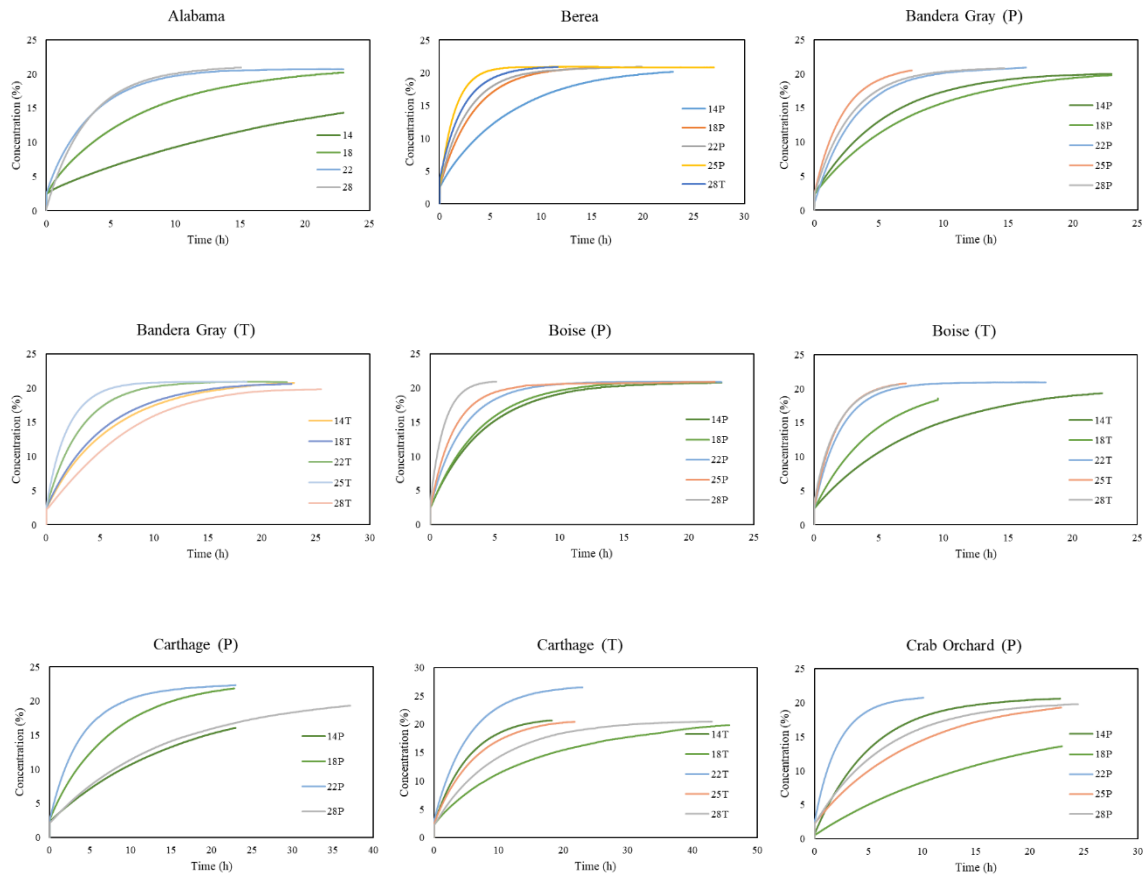 Alabama
Concentration (%)
25
20
15
10
5
0
14
18
22
28
0 5 10 15 20 25
Time (h)
Berea
Concentration (%)
25
20
15
10
5
0
14P
18P
22P
25P
28T
0 5 10 15 20 25 30
Time (h)
Bandera Gray (P)
Concentration (%)
25
20
15
10
5
0
14P
18P
22P
25P
28P
0 5 10 15 20 25
Time (h)
Bandera Gray (T)
Concentration (%)
25
20
15
10
5
0
14T
18T
22T
25T
28T
0 5 10 15 20 25 30
Time (h)
Boise (P)
Concentration (%)
25
20
15
10
5
0
14P
18P
22P
25P
28P
0 5 10 15 20 25
Time (h)
Boise (T)
Concentration (%)
25
20
15
10
5
0
14T
18T
22T
25T
28T
0 5 10 15 20 25
Time (h)
Carthage (P)
Concentration (%)
25
20
15
10
5
0
14P
18P
22P
28P
0 5 10 15 20 25 30 35 40
Time (h)
Carthage (T)
Concentration (%)
30
25
20
15
10
5
0
14T
18T
22T
25T
28T
0 10 20 30 40 50
Time (h)
Crab Orchard (P)
Concentration (%)
25
20
15
10
5
0
14P
18P
22P
25P
28P
0 5 10 15 20 25 30
Time (h)